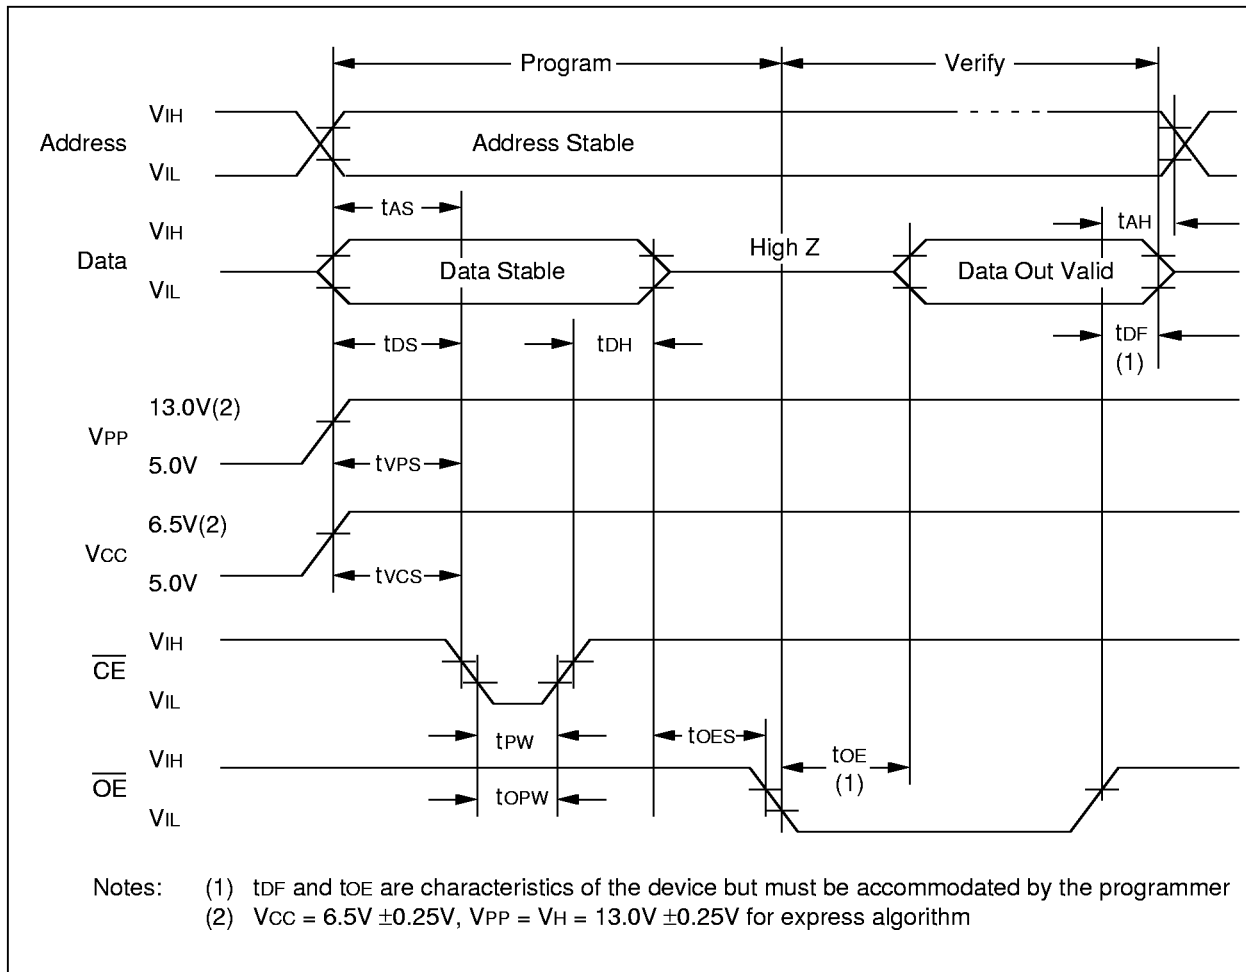 Program Verify
VIH
Address Address Stable
VIL
tAS
tAH
VIH
High Z
Data Data Stable Data Out Valid
VIL
tDS tDH tDF
(1)
13.0V(2)
VPP
5.0V tVPS
6.5V(2)
VCC
5.0V tVCS
VIH
CE
VIL
tPW tOES
VIH tOE
(1)
OE tOPW
VIL
Notes: (1) tDF and tOE are characteristics of the device but must be accommodated by the programmer
(2) VCC = 6.5V ±0.25V, VPP = VH = 13.0V ±0.25V for express algorithm